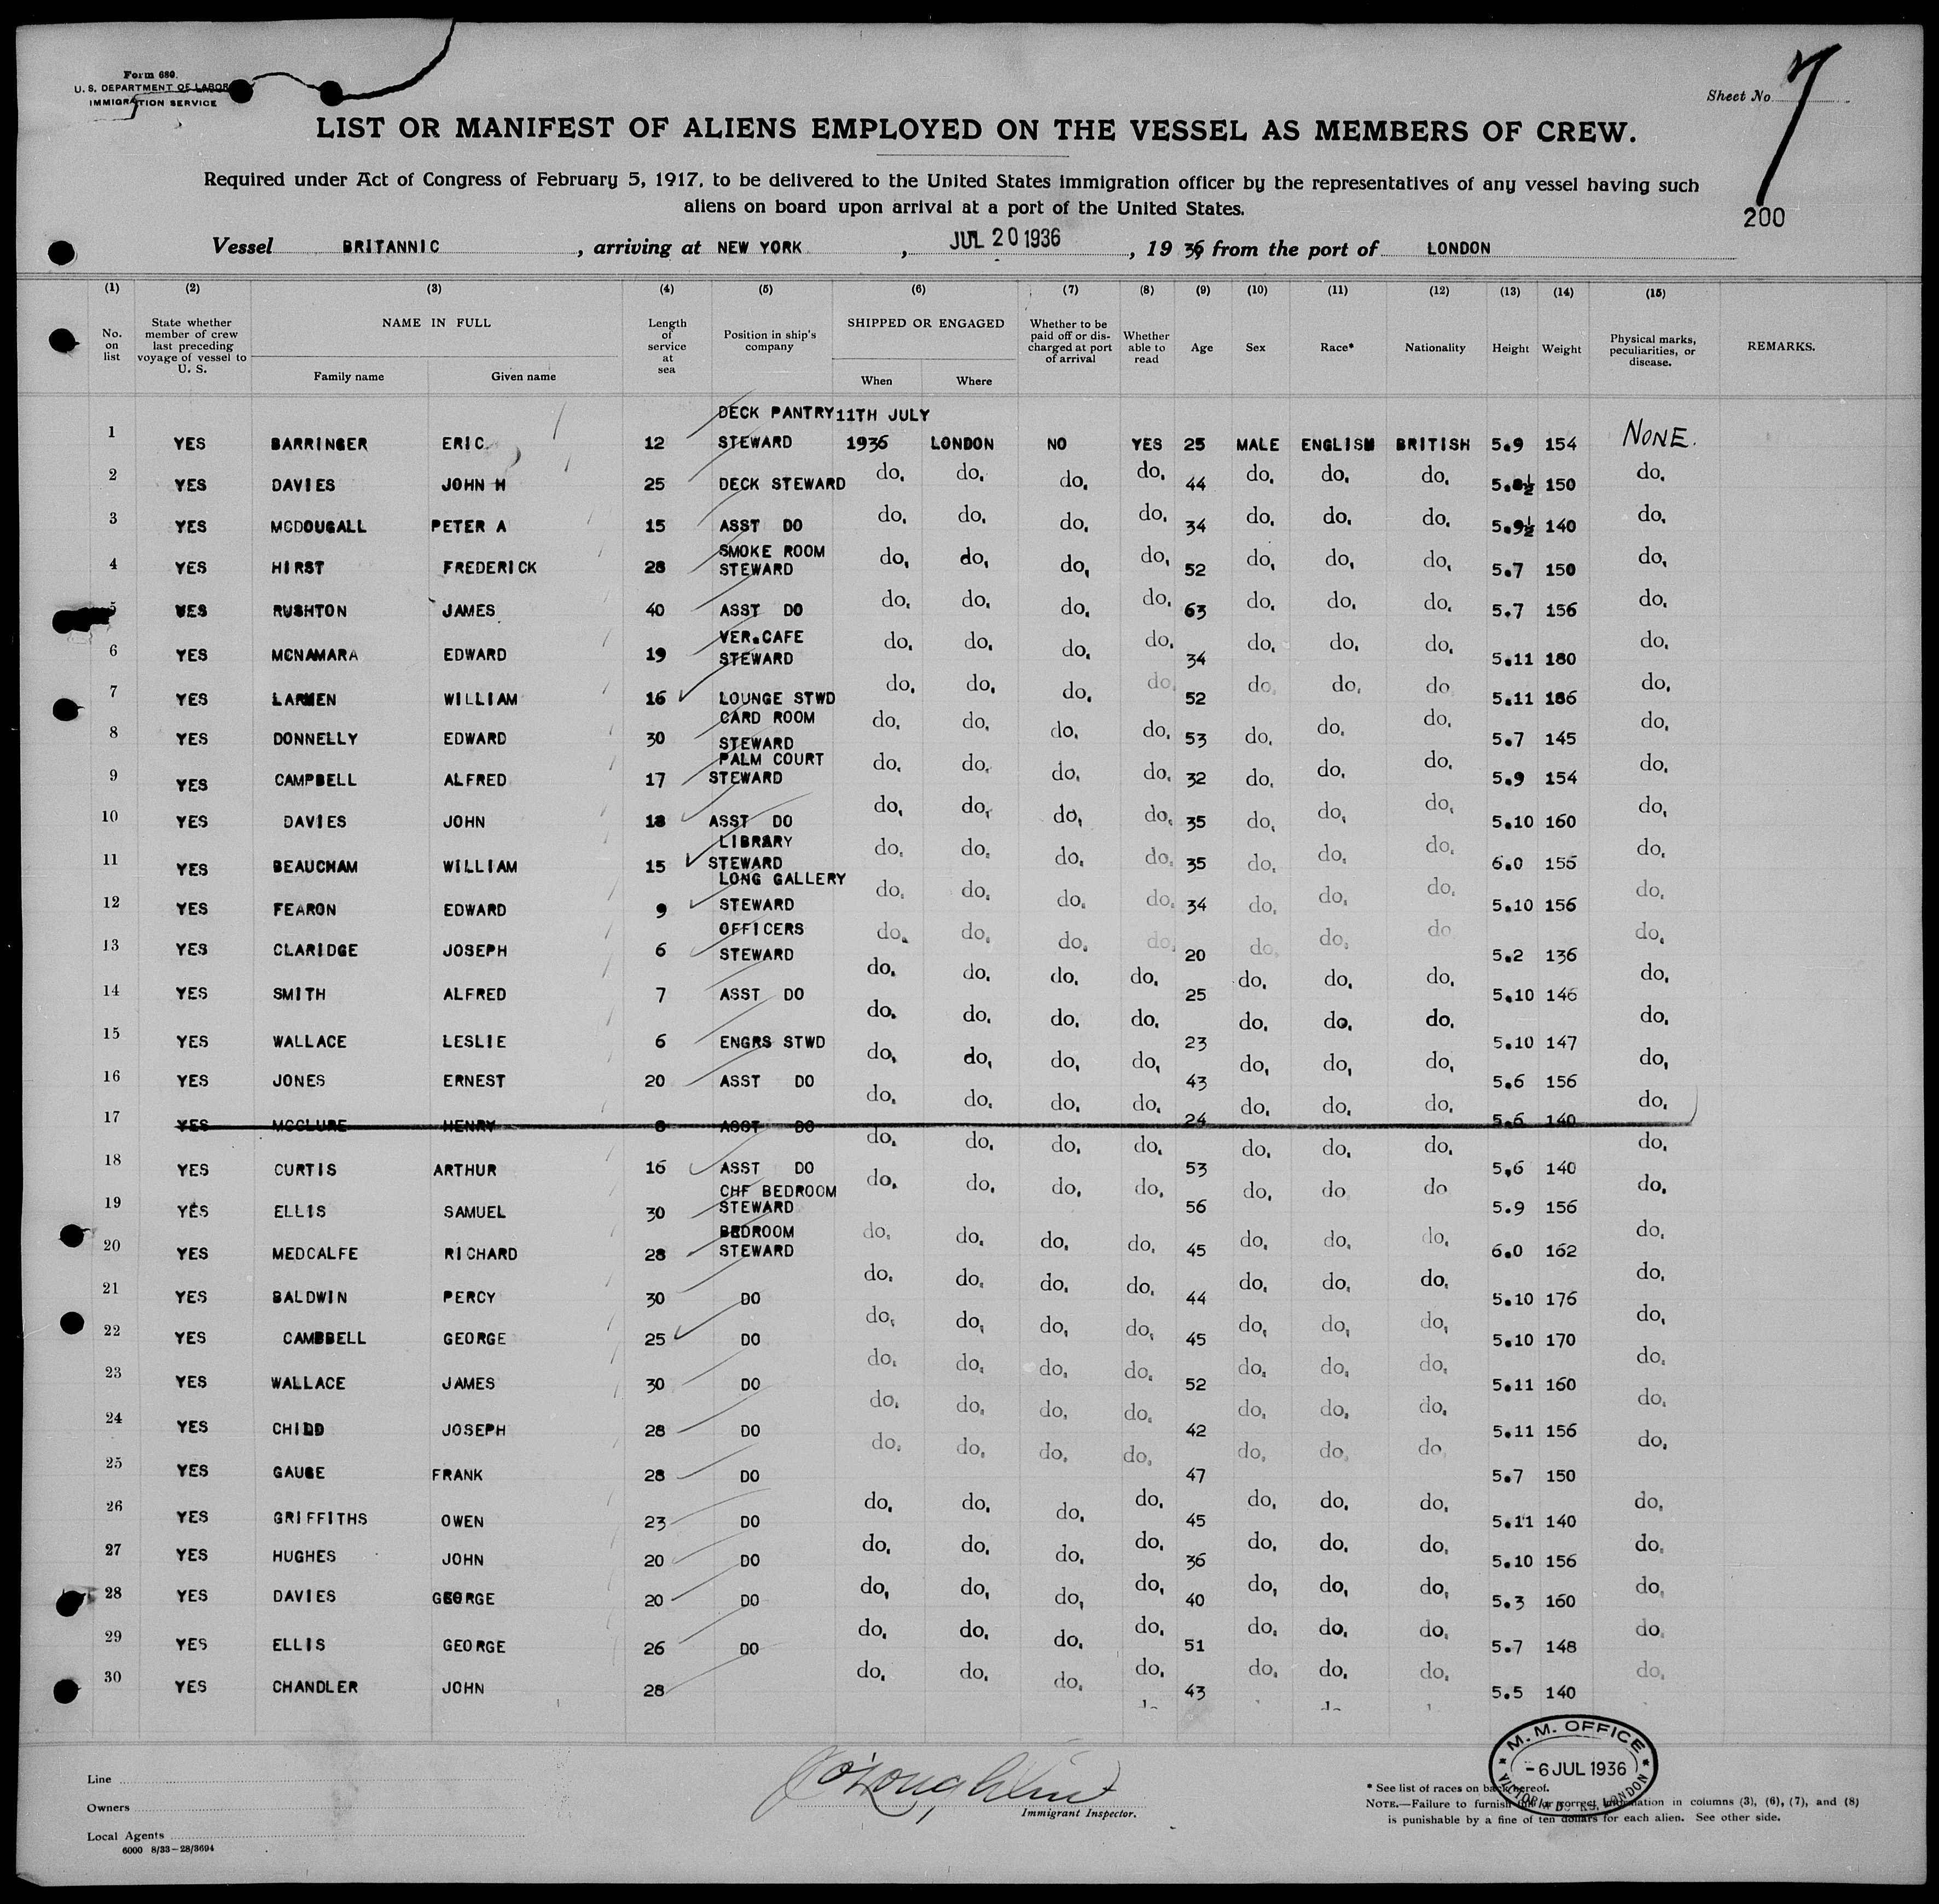 Form 680.
U. S. DEPARTMENT OF LABOR
IMMIGRATION SERVICE
Sheet No. 7
LIST OR MANIFEST OF ALIENS EMPLOYED ON THE VESSEL AS MEMBERS OF CREW.
Required under Act of Congress of February 5, 1917, to be delivered to the United States immigration officer by the representatives of any vessel having such
aliens on board upon arrival at a port of the United States.
200
Vessel BRITANNIC, arriving at NEW YORK, JUL 20 1936, 19 36 from the port of LONDON
(1) (2) (3) (4) (5) (6) (7) (8) (9) (10) (11) (12) (13) (14) (15)
No. on list State whether member of crew last preceding voyage of vessel to U. S. NAME IN FULL Family name Given name Length of service at sea Position in ship's company SHIPPED OR ENGAGED When Where Whether to be paid off or discharged at port of arrival Whether able to read Age Sex Race* Nationality Height Weight Physical marks, peculiarities, or disease. REMARKS.
1 YES BARRINGER ERIC 12 DECK PANTRY STEWARD 11TH JULY 1936 LONDON NO YES 25 MALE ENGLISH BRITISH 5.9 154 NONE.
2 YES DAVIES JOHN H 25 DECK STEWARD do. do. do. do. 44 do. do. do. 5.8½ 150 do.
3 YES MCDOUGALL PETER A 15 ASST DO do. do. do. do. 34 do. do. do. 5.9½ 140 do.
4 YES HIRST FREDERICK 28 SMOKE ROOM STEWARD do. do. do. do. 52 do. do. do. 5.7 150 do.
5 YES RUSHTON JAMES 40 ASST DO do. do. do. do. 63 do. do. do. 5.7 156 do.
6 YES MCNAMARA EDWARD 19 VER.CAFE STEWARD do. do. do. do. 34 do. do. do. 5.11 180 do.
7 YES LARMEN WILLIAM 16 LOUNGE STWD do. do. do. do. 52 do. do. do 5.11 186 do.
8 YES DONNELLY EDWARD 30 CARD ROOM STEWARD do. do. do. do. 53 do. do. do. 5.7 145 do.
9 YES CAMPBELL ALFRED 17 PALM COURT STEWARD do. do. do. do. 32 do. do. do. 5.9 154 do.
10 YES DAVIES JOHN 18 ASST DO do. do. do. do. 35 do. do. do. 5.10 160 do.
11 YES BEAUCHAM WILLIAM 15 LIBRARY STEWARD do. do. do. do. 35 do. do. do. 6.0 155 do.
12 YES FEARON EDWARD 9 LONG GALLERY STEWARD do. do. do. do. 34 do. do. do. 5.10 156 do.
13 YES CLARIDGE JOSEPH 6 OFFICERS STEWARD do. do. do. do. 20 do. do. do 5.2 136 do.
14 YES SMITH ALFRED 7 ASST DO do. do. do. do. 25 do. do. do. 5.10 146 do.
15 YES WALLACE LESLIE 6 ENGRS STWD do. do. do. do. 23 do. do. do. 5.10 147 do.
16 YES JONES ERNEST 20 ASST DO do. do. do. do. 43 do. do. do. 5.6 156 do.
17 YES MCCLURE HENRY 8 ASST DO do. do. do. do. 24 do. do. do. 5.6 140 do.
18 YES CURTIS ARTHUR 16 ASST DO do. do. do. do. 53 do. do. do. 5.6 140 do.
19 YES ELLIS SAMUEL 30 CHF BEDROOM STEWARD do. do. do. do. 56 do. do do 5.9 156 do.
20 YES MEDCALFE RICHARD 28 BEDROOM STEWARD do. do. do. do. 45 do. do. do. 6.0 162 do.
21 YES BALDWIN PERCY 30 DO do. do. do. do. 44 do. do. do. 5.10 176 do.
22 YES CAMBBELL GEORGE 25 DO do. do. do. do. 45 do. do. do. 5.10 170 do.
23 YES WALLACE JAMES 30 DO do. do. do. do. 52 do. do. do. 5.11 160 do.
24 YES CHILD JOSEPH 28 DO do. do. do. do. 42 do. do. do. 5.11 156 do.
25 YES GAUGE FRANK 28 DO do. do. do. do. 47 do. do. do. 5.7 150 do.
26 YES GRIFFITHS OWEN 23 DO do. do. do. do. 45 do. do. do. 5.11 140 do.
27 YES HUGHES JOHN 20 DO do. do. do. do. 36 do. do. do. 5.10 156 do.
28 YES DAVIES GEORGE 20 DO do. do. do. do. 40 do. do. do. 5.3 160 do.
29 YES ELLIS GEORGE 26 DO do. do. do. do. 51 do. do. do. 5.7 148 do.
30 YES CHANDLER JOHN 28 do. do. do. do. 43 do. do. do. 5.5 140 do.
M. M. OFFICE
-6 JUL 1936
VICTORIA DOCKS, LONDON
Line
Owners
Local Agents
6000 8/33—28/3694
J O'Loughlin
Immigrant Inspector.
* See list of races on back hereof.
NOTE.—Failure to furnish full or correct information in columns (3), (6), (7), and (8)
is punishable by a fine of ten dollars for each alien. See other side.